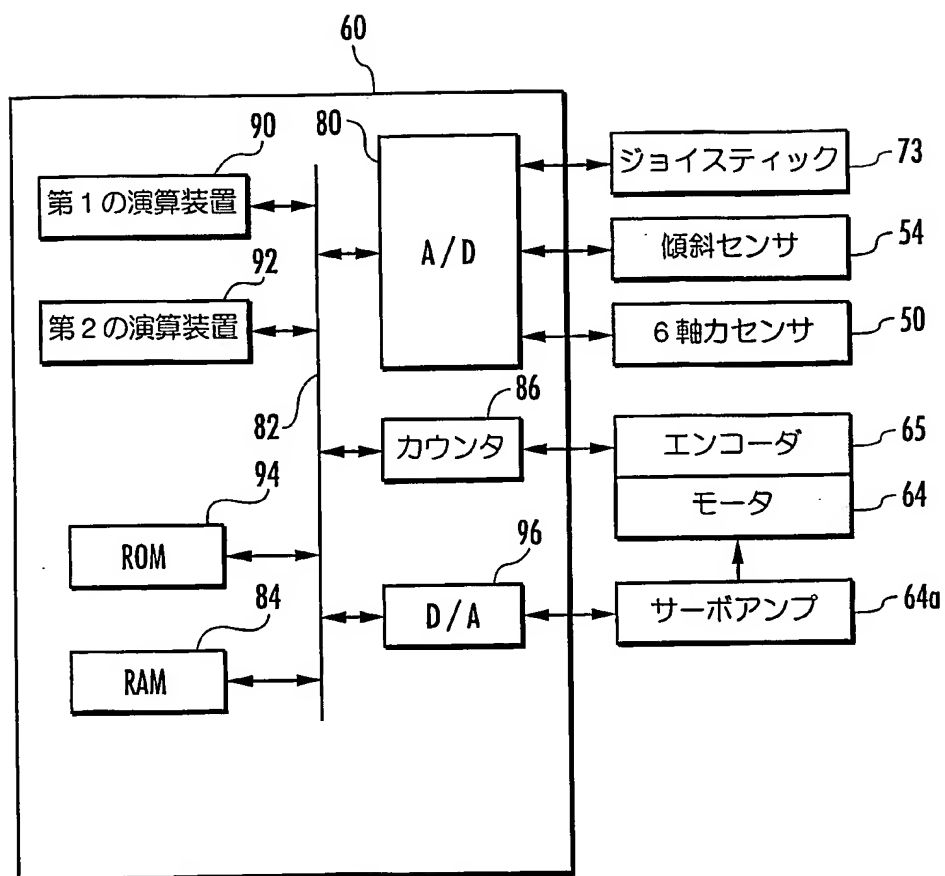 60
90
80
第1の演算装置
A/D
ジョイスティック
73
傾斜センサ
54
92
第2の演算装置
6軸力センサ
50
82
86
カウンタ
エンコーダ
65
モータ
64
94
ROM
96
D/A
サーボアンプ
64a
84
RAM